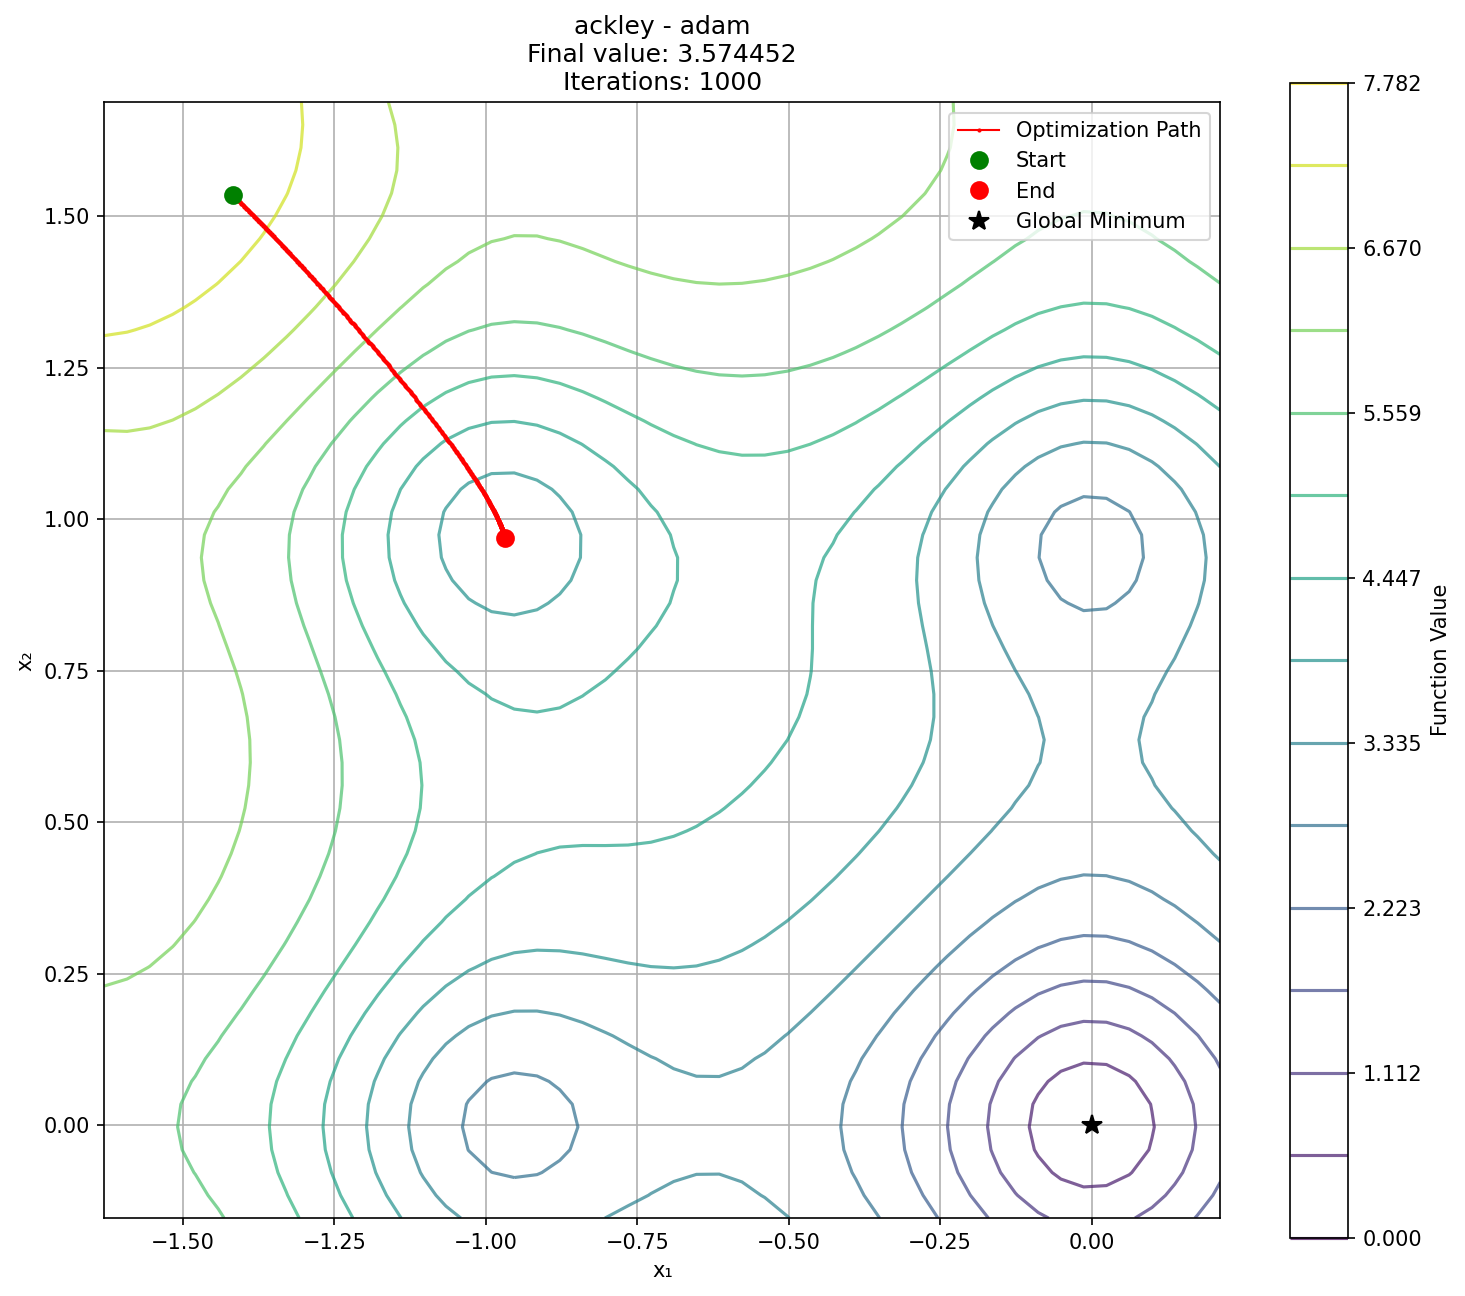 ackley - adam
Final value: 3.574452
Iterations: 1000
Optimization Path
Start
End
Global Minimum
1.50
1.25
1.00
0.75
0.50
0.25
0.00
x₂
−1.50
−1.25
−1.00
−0.75
−0.50
−0.25
0.00
x₁
7.782
6.670
5.559
4.447
3.335
2.223
1.112
0.000
Function Value